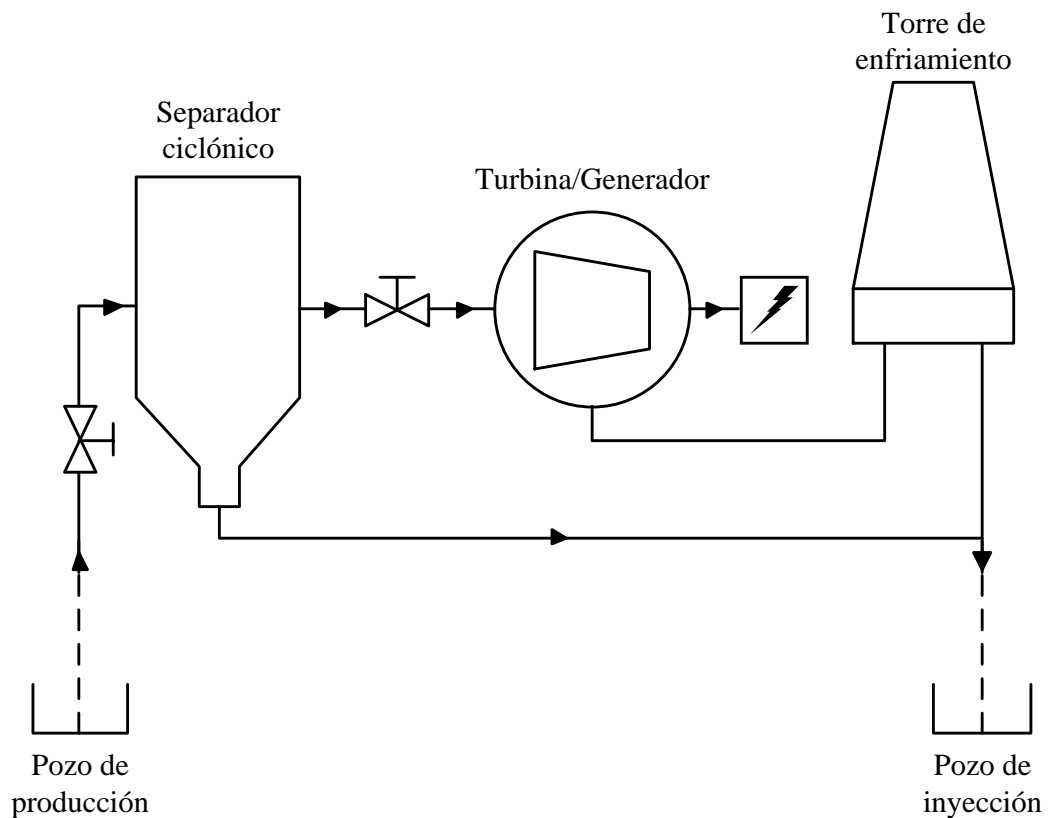 Torre de
enfriamiento
Separador
ciclónico
Turbina/Generador
Pozo de
producción
Pozo de
inyección